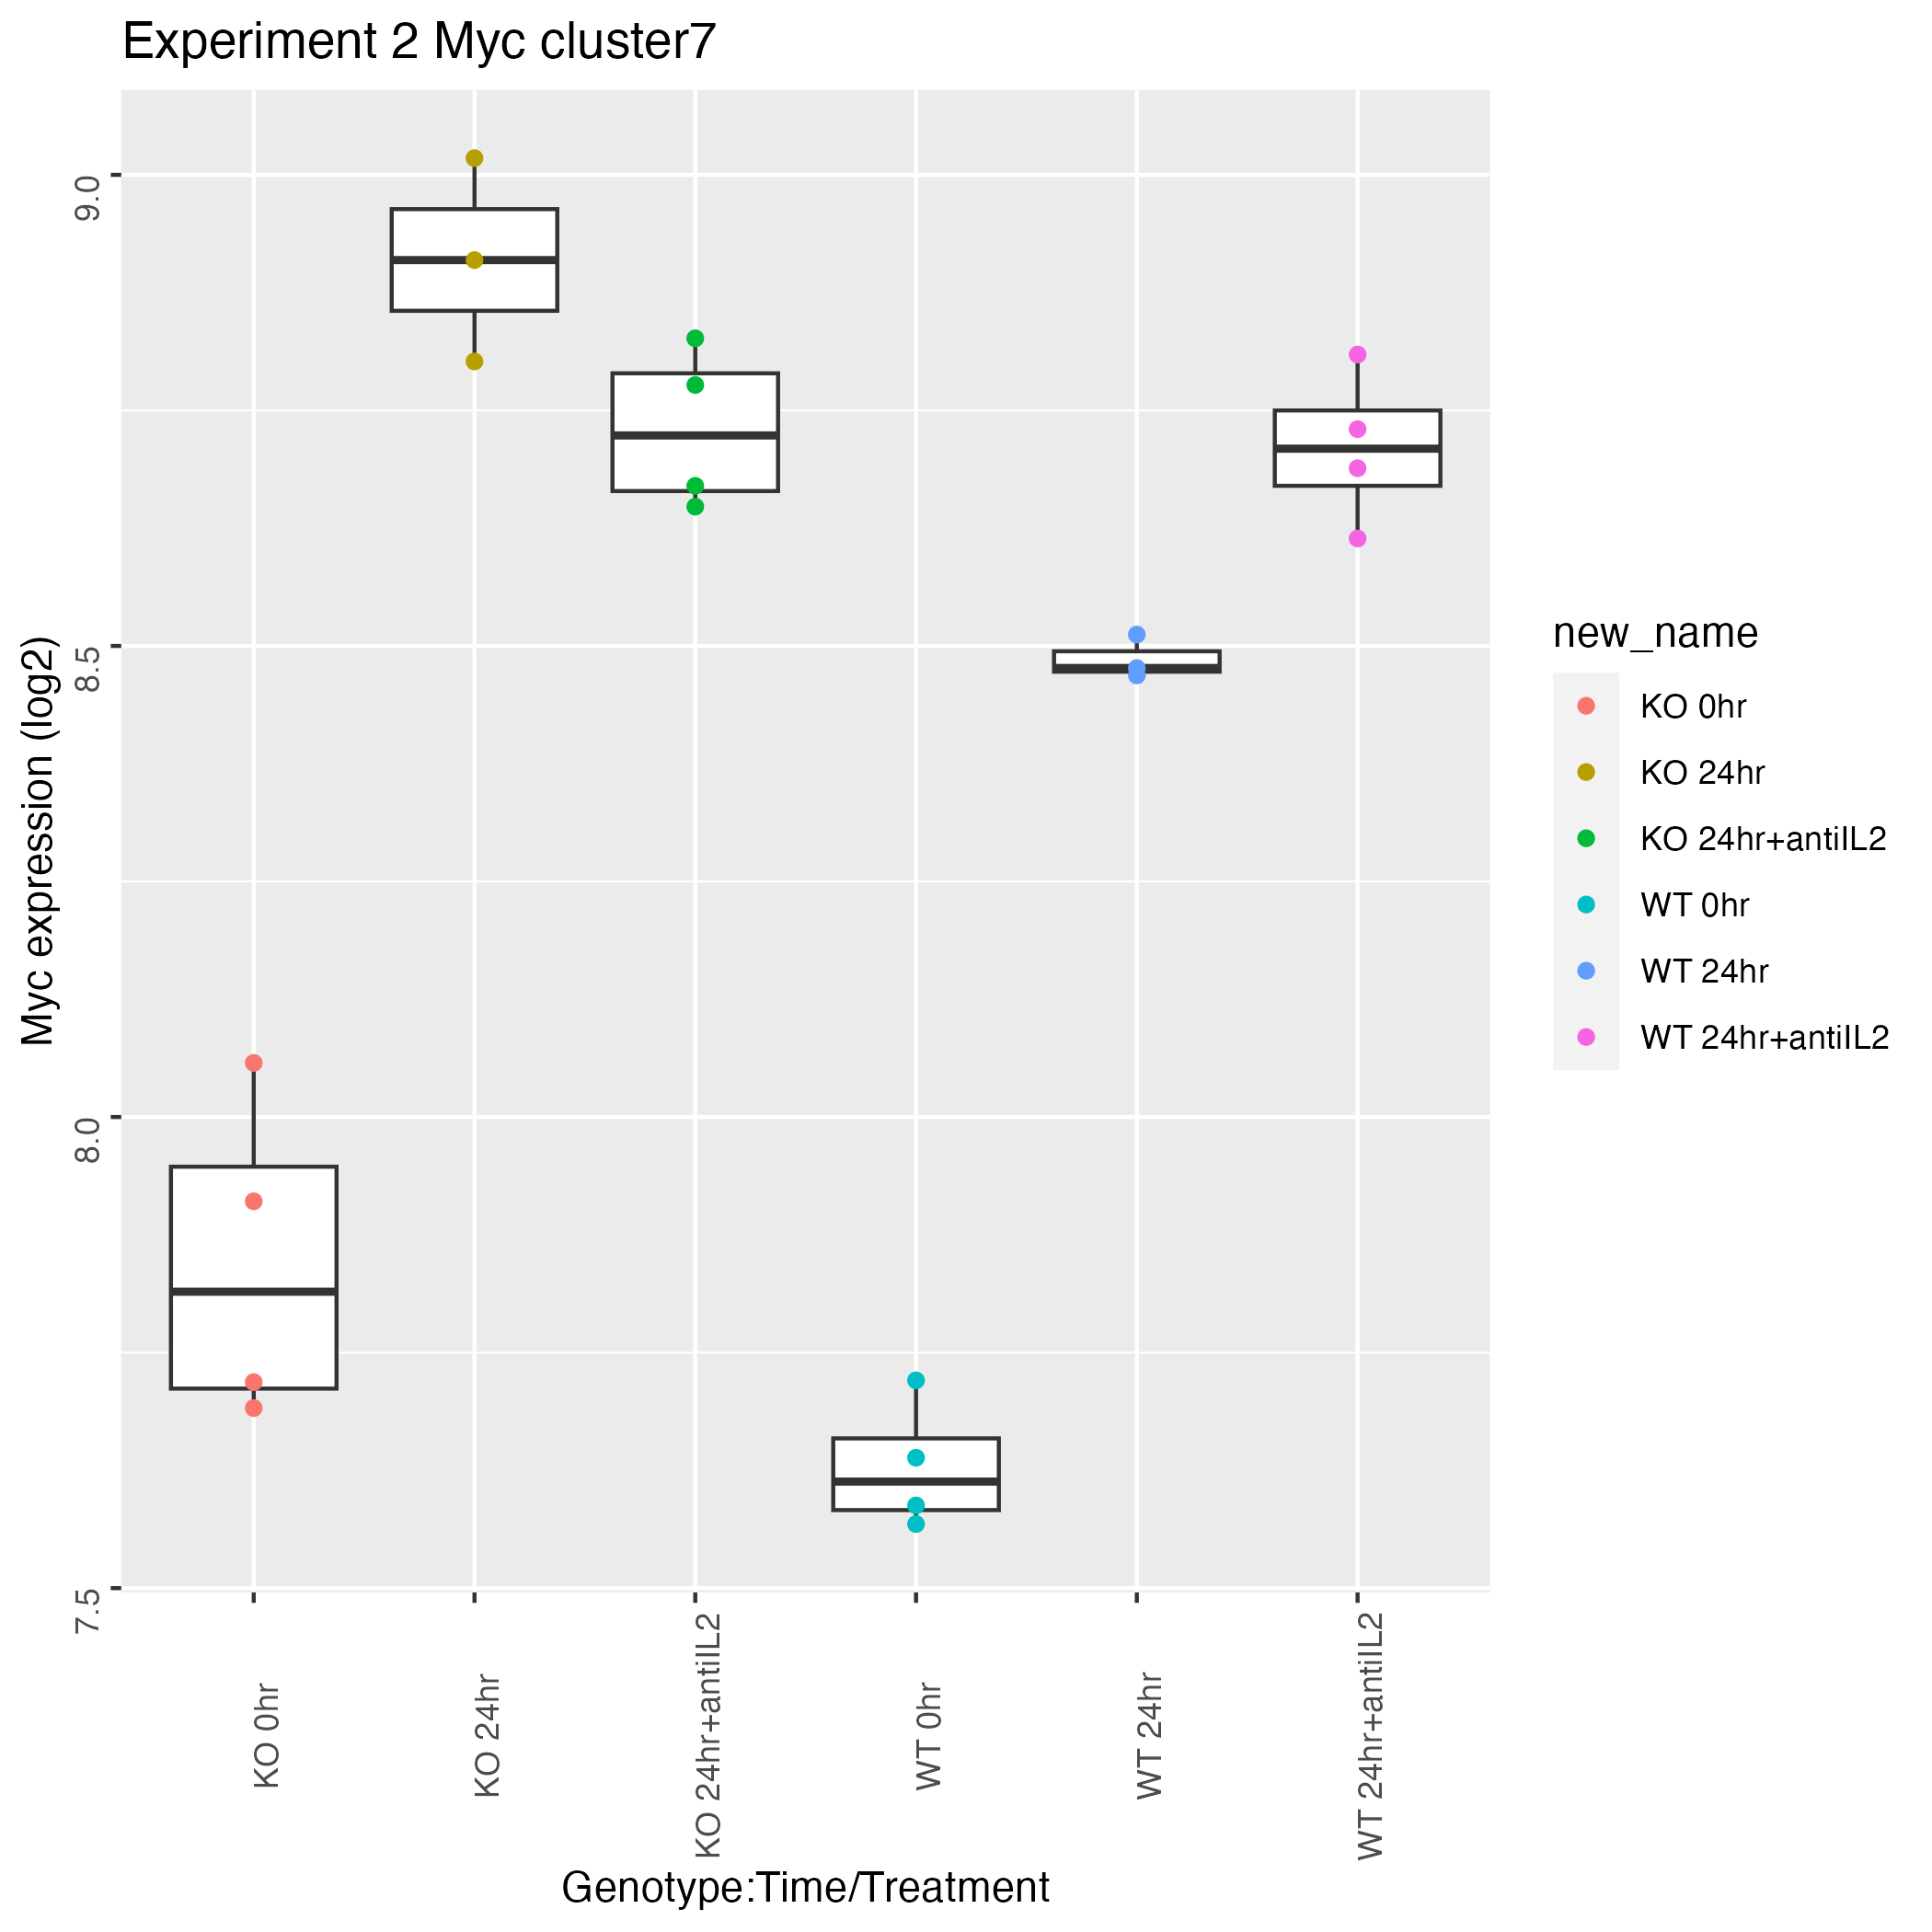 Experiment 2 Myc cluster7
Myc expression (log2)
9.0
8.5
8.0
7.5
KO 0hr
KO 24hr
KO 24hr+antiIL2
WT 0hr
WT 24hr
WT 24hr+antiIL2
Genotype:Time/Treatment
new_name
KO 0hr
KO 24hr
KO 24hr+antiIL2
WT 0hr
WT 24hr
WT 24hr+antiIL2